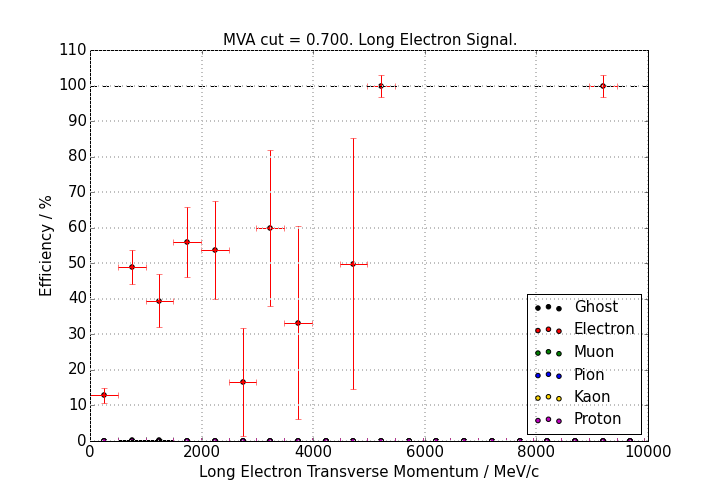 MVA cut = 0.700. Long Electron Signal.
110
100
90
80
70
60
50
40
30
20
10
0
Efficiency / %
Ghost
Electron
Muon
Pion
Kaon
Proton
0 2000 4000 6000 8000 10000
Long Electron Transverse Momentum / MeV/c